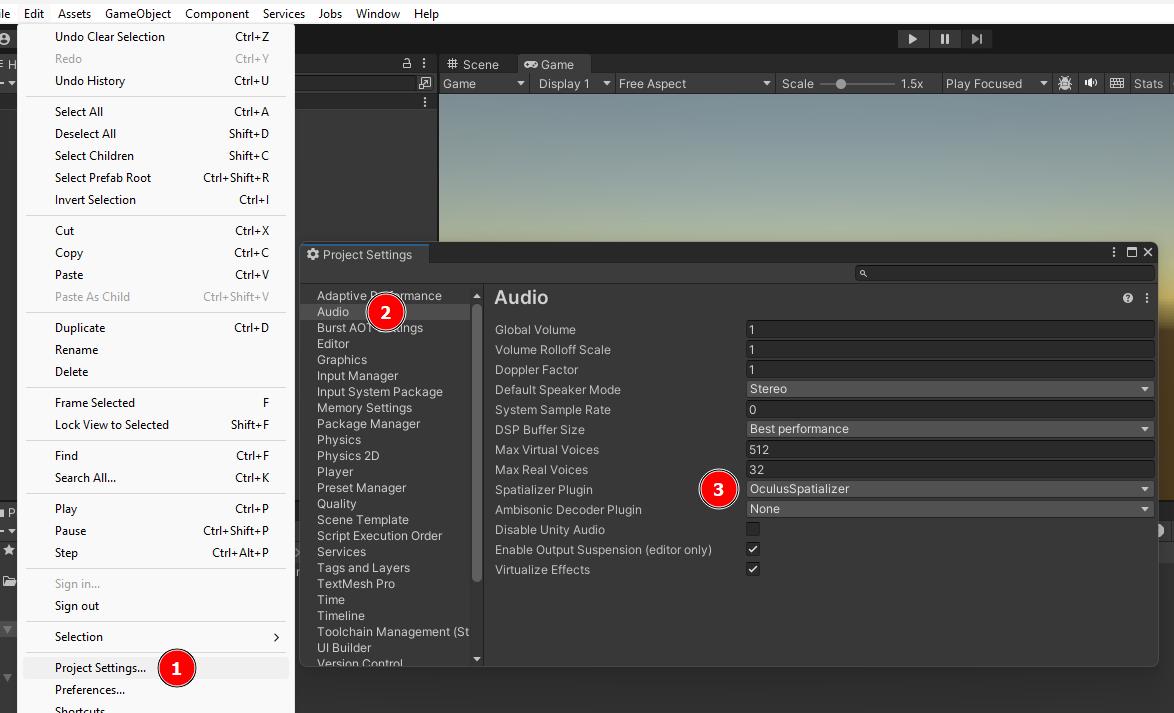 le Edit Assets GameObject Component Services Jobs Window Help
Undo Clear Selection Ctrl+Z
Redo Ctrl+Y
Undo History Ctrl+U
Select All Ctrl+A
Deselect All Shift+D
Select Children Shift+C
Select Prefab Root Ctrl+Shift+R
Invert Selection Ctrl+I
Cut Ctrl+X
Copy Ctrl+C
Paste Ctrl+V
Paste As Child Ctrl+Shift+V
Duplicate Ctrl+D
Rename
Delete
Frame Selected F
Lock View to Selected Shift+F
Find Ctrl+F
Search All... Ctrl+K
Play Ctrl+P
Pause Ctrl+Shift+P
Step Ctrl+Alt+P
Sign in...
Sign out
Selection
Project Settings... 1
Preferences...
Shortcuts
H
P
Scene Game
Game Display 1 Free Aspect Scale 1.5x Play Focused Stats
Project Settings
Adaptive Performance
Audio 2
Burst AOT Settings
Editor
Graphics
Input Manager
Input System Package
Memory Settings
Package Manager
Physics
Physics 2D
Player
Preset Manager
Quality
Scene Template
Script Execution Order
Services
Tags and Layers
TextMesh Pro
Time
Timeline
Toolchain Management (St
UI Builder
Version Control
Audio
Global Volume 1
Volume Rolloff Scale 1
Doppler Factor 1
Default Speaker Mode Stereo
System Sample Rate 0
DSP Buffer Size Best performance
Max Virtual Voices 512
Max Real Voices 32
Spatializer Plugin 3 OculusSpatializer
Ambisonic Decoder Plugin None
Disable Unity Audio
Enable Output Suspension (editor only)
Virtualize Effects